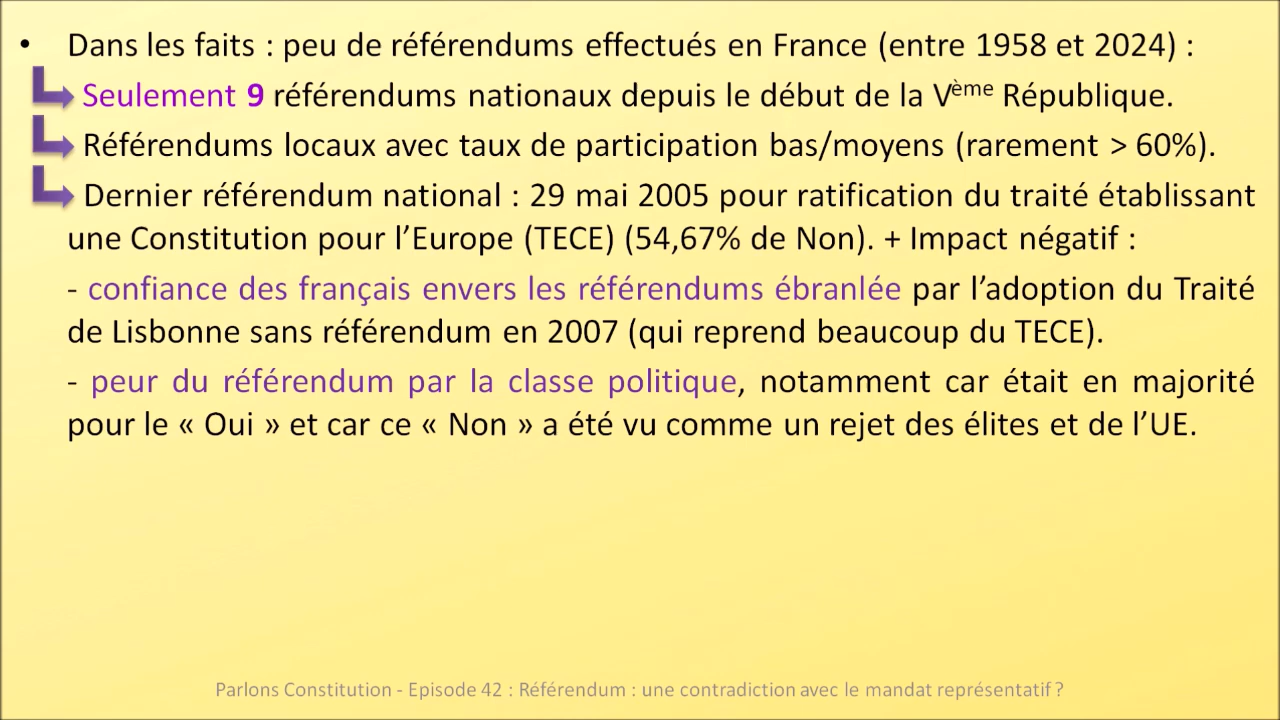 • Dans les faits : peu de référendums effectués en France (entre 1958 et 2024) :
Seulement 9 référendums nationaux depuis le début de la Vème République.
Référendums locaux avec taux de participation bas/moyens (rarement > 60%).
Dernier référendum national : 29 mai 2005 pour ratification du traité établissant
une Constitution pour l’Europe (TECE) (54,67% de Non). + Impact négatif :
- confiance des français envers les référendums ébranlée par l’adoption du Traité
de Lisbonne sans référendum en 2007 (qui reprend beaucoup du TECE).
- peur du référendum par la classe politique, notamment car était en majorité
pour le « Oui » et car ce « Non » a été vu comme un rejet des élites et de l’UE.
Parlons Constitution - Episode 42 : Référendum : une contradiction avec le mandat représentatif ?